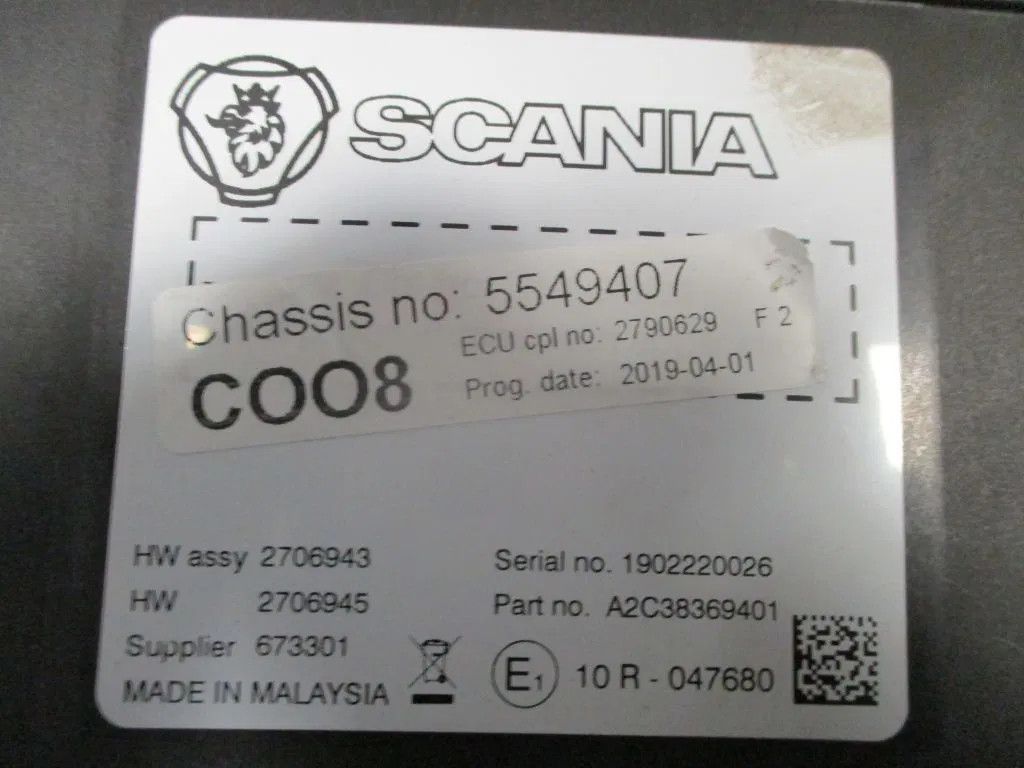 SCANIA
Chassis no: 5549407
ECU cpl no: 2790629 F 2
COO8
Prog. date: 2019-04-01
HW assy 2706943
HW 2706945
Supplier 673301
MADE IN MALAYSIA
Serial no. 1902220026
Part no. A2C38369401
E1 10 R - 047680